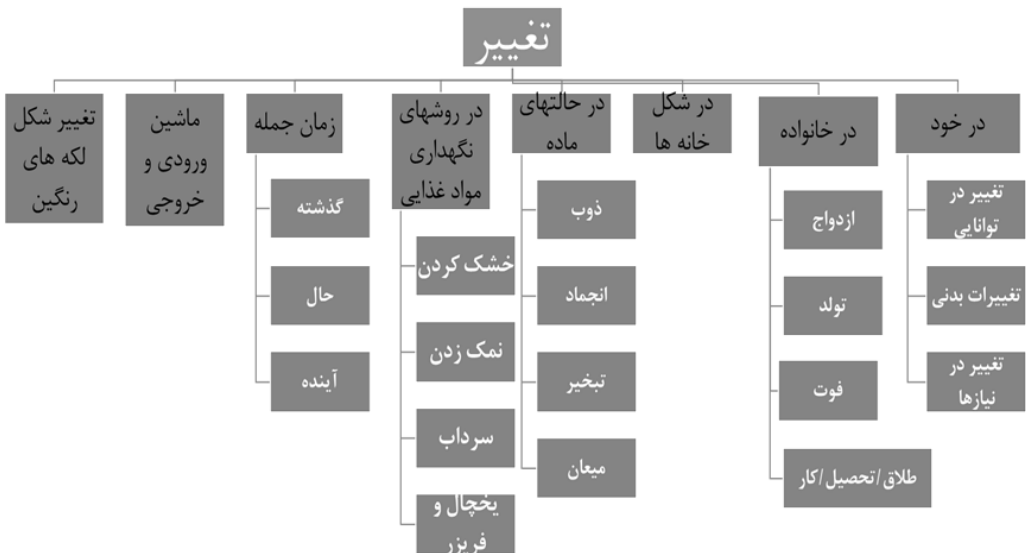 تغییر
در خود
تغییر در
توانایی
تغییرات بدنی
تغییر در
نیازها
در خانواده
ازدواج
تولد
فوت
طلاق/تحصیل/کار
در شکل
خانه ها
در حالتهای
ماده
ذوب
انجماد
تبخیر
میعان
در روشهای
نگهداری
مواد غذایی
خشک کردن
نمک زدن
سرداب
یخچال و
فریزر
زمان جمله
گذشته
حال
آینده
ماشین
ورودی و
خروجی
تغییر شکل
لکه های
رنگین